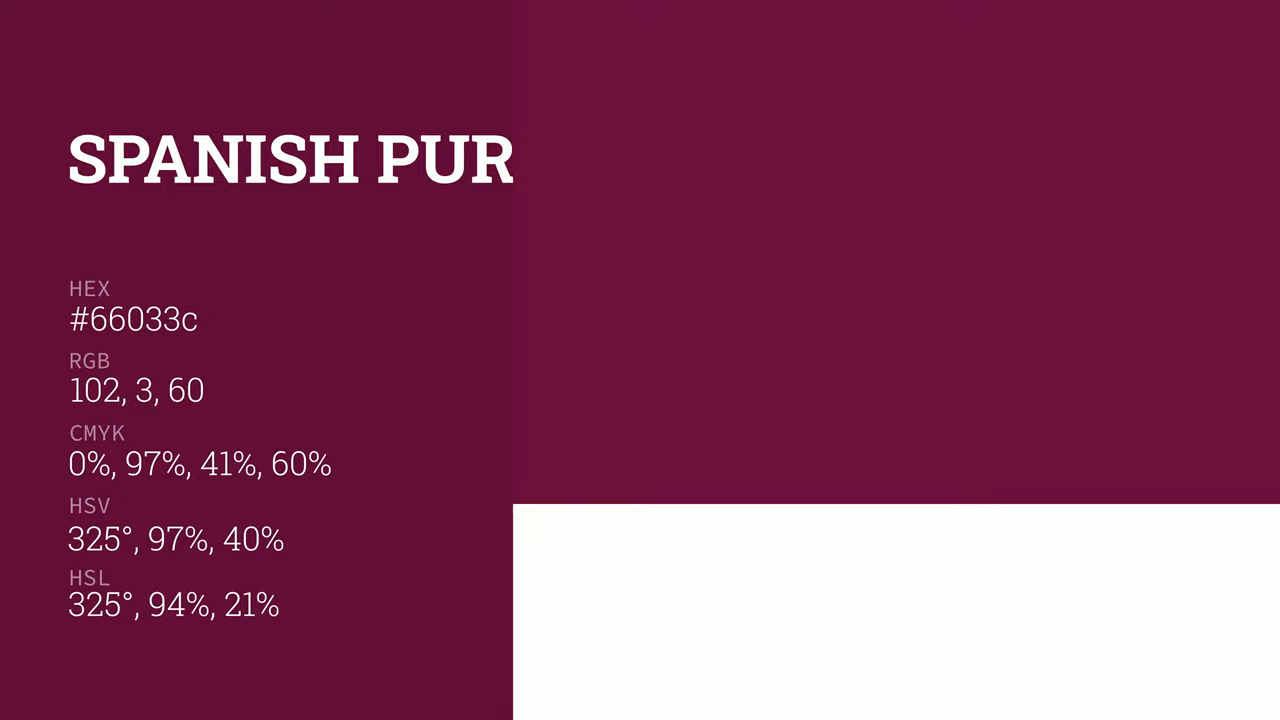 SPANISH PUR
HEX
#66033c
RGB
102, 3, 60
CMYK
0%, 97%, 41%, 60%
HSV
325°, 97%, 40%
HSL
325°, 94%, 21%